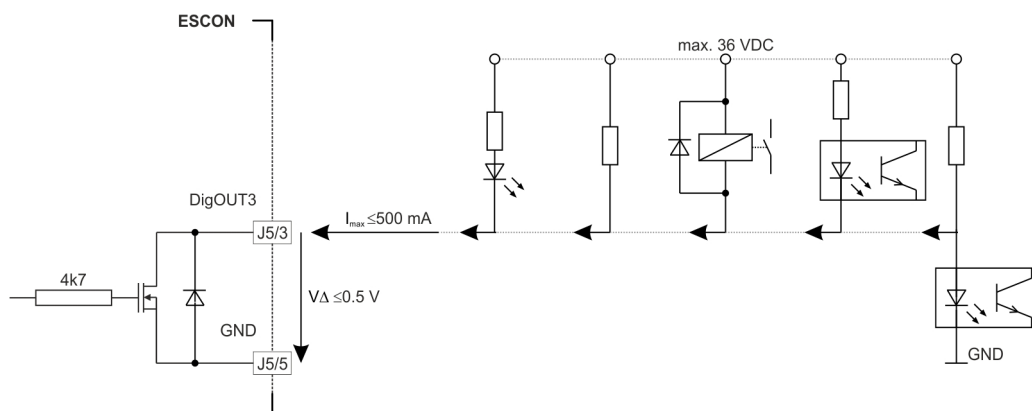 ESCON
max. 36 VDC
DigOUT3
J5/3
Imax ≤500 mA
4k7
VΔ ≤0.5 V
GND
J5/5
GND